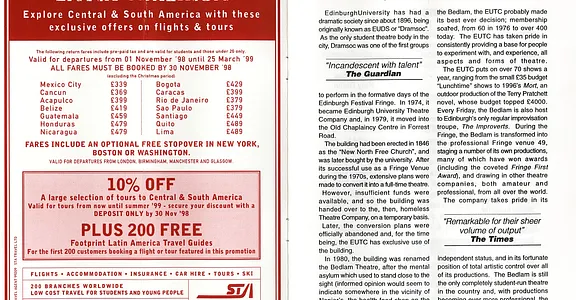 Explore Central & South America with these
exclusive offers on flights & tours
The following return fares include pre-paid tax and are valid for students and those under 26 only.
Valid for departures from 01 November '98 until 25 March '99
ALL FARES MUST BE BOOKED BY 30 NOVEMBER '98
(excluding the Christmas period)
Mexico City £339 Bogota £429
Cancun £369 Caracas £399
Acapulco £399 Rio de Janeiro £379
Belize £419 Sao Paulo £379
Guatemala £459 Santiago £449
Honduras £479 Quito £489
Nicaragua £479 Lima £489
FARES INCLUDE AN OPTIONAL FREE STOPOVER IN NEW YORK,
BOSTON OR WASHINGTON.
VALID FOR DEPARTURES FROM LONDON, BIRMINGHAM, MANCHESTER AND GLASGOW.
10% OFF
A large selection of tours to Central & South America
Valid for tours from now until summer '99 - secure your discount with a
DEPOSIT ONLY by 30 Nov '98
PLUS 200 FREE
Footprint Latin America Travel Guides
For the first 200 customers booking a flight or tour featured in this promotion
FLIGHTS • ACCOMMODATION • INSURANCE • CAR HIRE • TOURS • SKI
200 BRANCHES WORLDWIDE
LOW COST TRAVEL FOR STUDENTS AND YOUNG PEOPLE
STA
Edinburgh University has had a
dramatic society since about 1896, being
originally known as EUDS or "Dramsoc".
As the only student theatre body in the
city, Dramsoc was one of the first groups
"Incandescent with talent"
The Guardian
to perform in the formative days of the
Edinburgh Festival Fringe. In 1974, it
became Edinburgh University Theatre
Company and, in 1979, it moved into
the Old Chaplaincy Centre in Forrest
Road.
The building had been erected in 1846
as the "New North Free Church", and
was later bought by the university. After
its successful use as a Fringe Venue
during the 1970s, extensive plans were
made to convert it into a full-time theatre.
However, insufficient funds were
available, and so the building was
handed over to the, then, homeless
Theatre Company, on a temporary basis.
Later, the conversion plans were
officially abandoned and, for the time
being, the EUTC has exclusive use of
the building.
In 1980, the building was renamed
the Bedlam Theatre, after the mental
asylum which used to stand close to the
sight (informed opinion would seem to
indicate somewhere in the vicinity of
the Bedlam, the EUTC probably made
its best ever decision; membership
soared, from 60 in 1976 to over 400
today. The EUTC has taken pride in
consistently providing a base for people
to experiment with, and experience, all
aspects and forms of theatre.
The EUTC puts on over 70 shows a
year, ranging from the small £35 budget
"Lunchtime" shows to 1996's Mort, an
outdoor production of the Terry Pratchett
novel, whose budget topped £4000.
Every Friday, the Bedlam is also host
to Edinburgh's only regular improvisation
troupe, The Improverts. During the
Fringe, the Bedlam is transformed into
the professional Fringe venue 49,
staging a number of its own productions,
many of which have won awards
(including the coveted Fringe First
Award), and drawing in other theatre
companies, both amateur and
professional, from all over the world.
The company takes pride in its
"Remarkable for their sheer
volume of output"
The Times
independent status, and in its fortunate
position of total artistic control over all
of its productions. The Bedlam is still
the only completely student-run theatre
in the country and, with productions